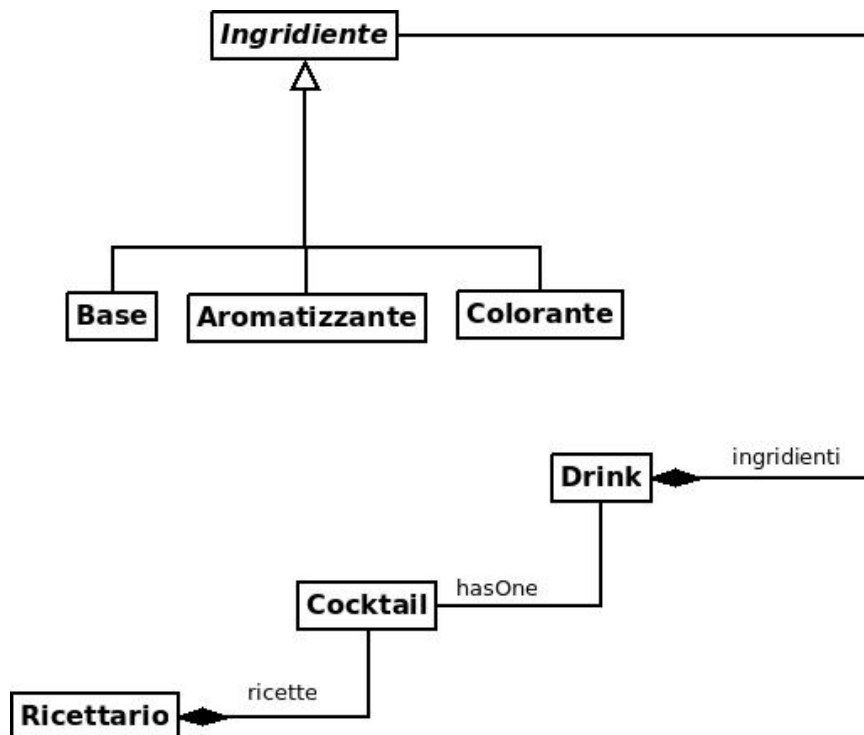 Ingridiente
Base
Aromatizzante
Colorante
ingridienti
Drink
hasOne
Cocktail
ricette
Ricettario